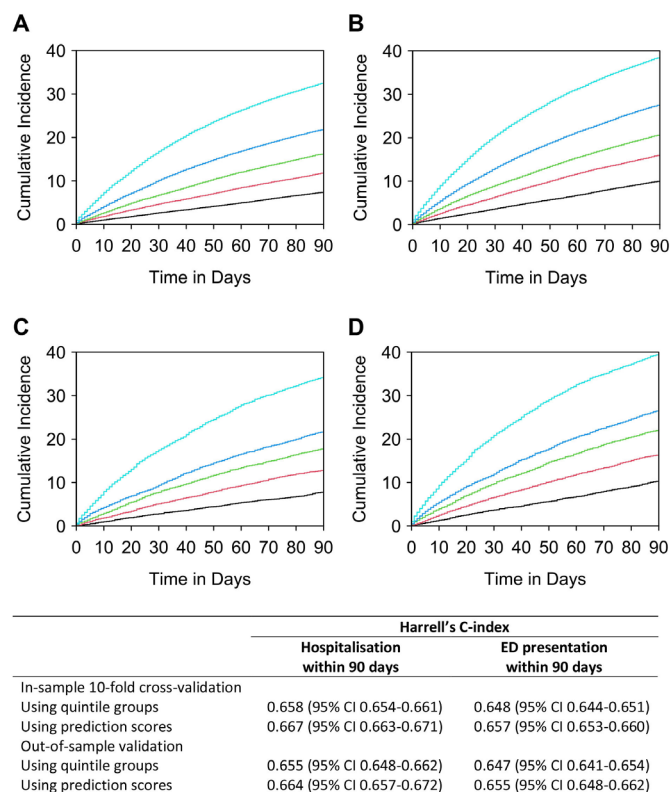 A
B
40
30
20
10
0
Cumulative Incidence
0 10 20 30 40 50 60 70 80 90
Time in Days
40
30
20
10
0
Cumulative Incidence
0 10 20 30 40 50 60 70 80 90
Time in Days
C
D
40
30
20
10
0
Cumulative Incidence
0 10 20 30 40 50 60 70 80 90
Time in Days
40
30
20
10
0
Cumulative Incidence
0 10 20 30 40 50 60 70 80 90
Time in Days
Harrell's C-index
Hospitalisation within 90 days
ED presentation within 90 days
In-sample 10-fold cross-validation
Using quintile groups 0.658 (95% CI 0.654-0.661) 0.648 (95% CI 0.644-0.651)
Using prediction scores 0.667 (95% CI 0.663-0.671) 0.657 (95% CI 0.653-0.660)
Out-of-sample validation
Using quintile groups 0.655 (95% CI 0.648-0.662) 0.647 (95% CI 0.641-0.654)
Using prediction scores 0.664 (95% CI 0.657-0.672) 0.655 (95% CI 0.648-0.662)